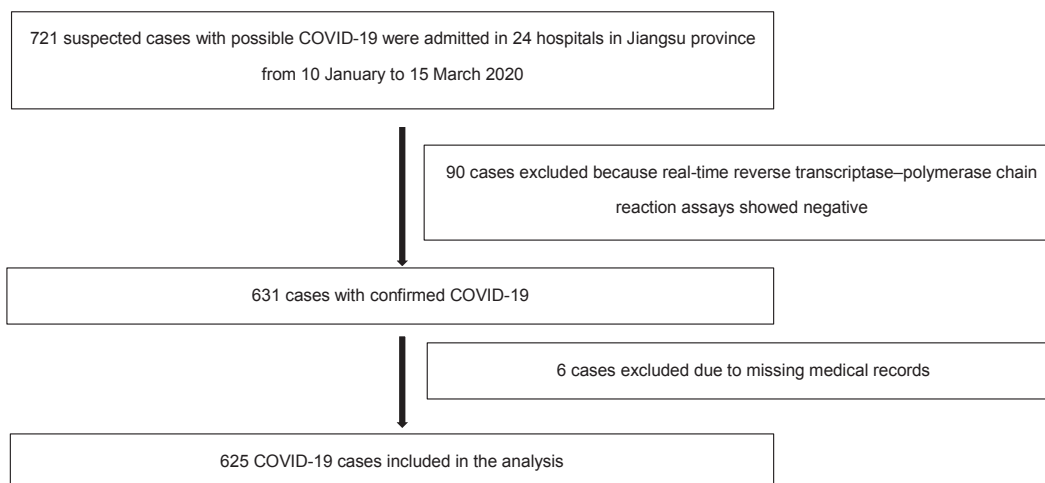 721 suspected cases with possible COVID-19 were admitted in 24 hospitals in Jiangsu province
from 10 January to 15 March 2020
90 cases excluded because real-time reverse transcriptase–polymerase chain
reaction assays showed negative
631 cases with confirmed COVID-19
6 cases excluded due to missing medical records
625 COVID-19 cases included in the analysis